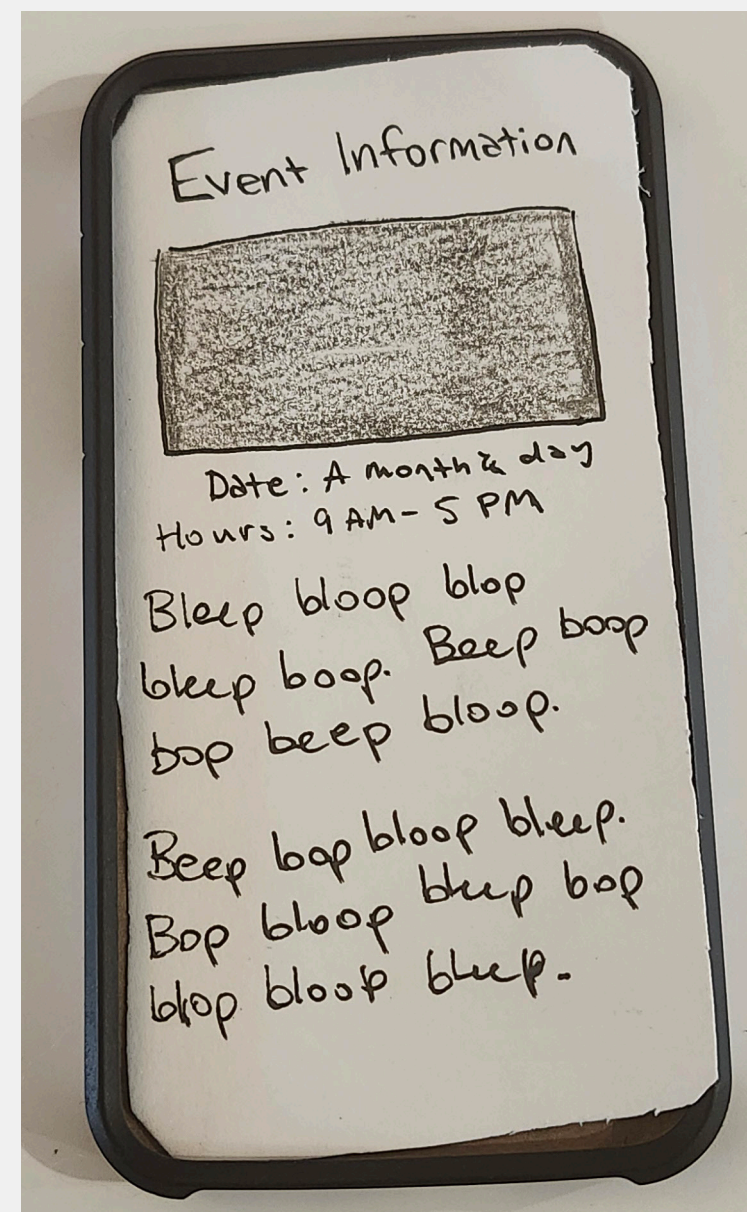 Event Information
Date: A month & day
Hours: 9 AM - 5 PM
Bleep bloop blop
bleep boop. Beep boop
bop beep bloop.
Beep bop bloop bleep.
Bop bloop bleep bop
blop bloop bleep.